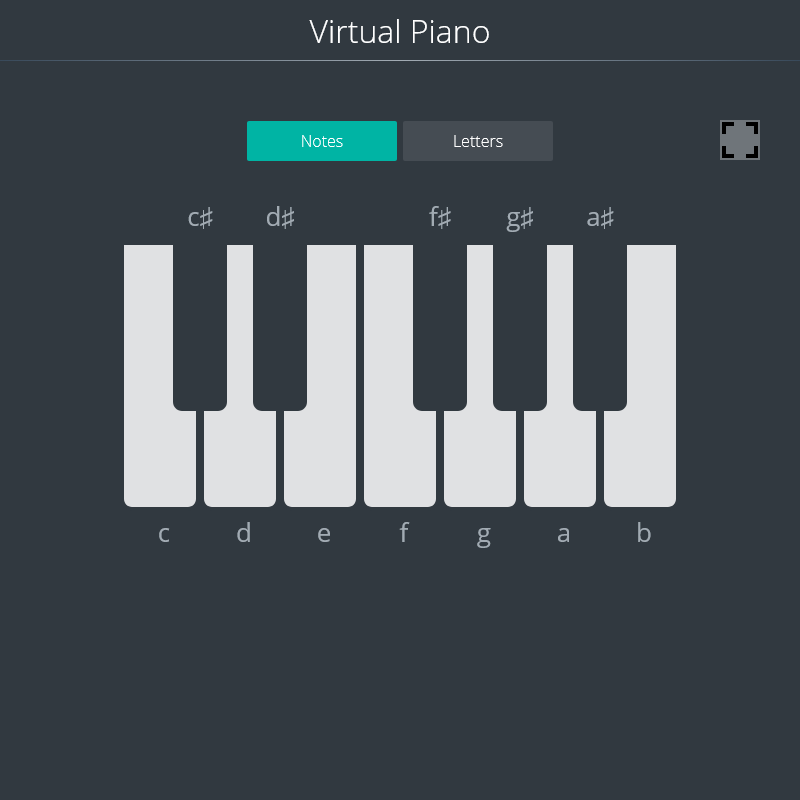 Virtual Piano
Notes Letters
c♯ d♯ f♯ g♯ a♯
c d e f g a b